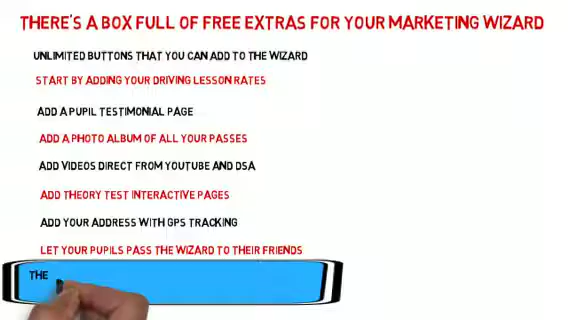 THERE'S A BOX FULL OF FREE EXTRAS FOR YOUR MARKETING WIZARD
UNLIMITED BUTTONS THAT YOU CAN ADD TO THE WIZARD
START BY ADDING YOUR DRIVING LESSON RATES
ADD A PUPIL TESTIMONIAL PAGE
ADD A PHOTO ALBUM OF ALL YOUR PASSES
ADD VIDEOS DIRECT FROM YOUTUBE AND DSA
ADD THEORY TEST INTERACTIVE PAGES
ADD YOUR ADDRESS WITH GPS TRACKING
LET YOUR PUPILS PASS THE WIZARD TO THEIR FRIENDS
THE